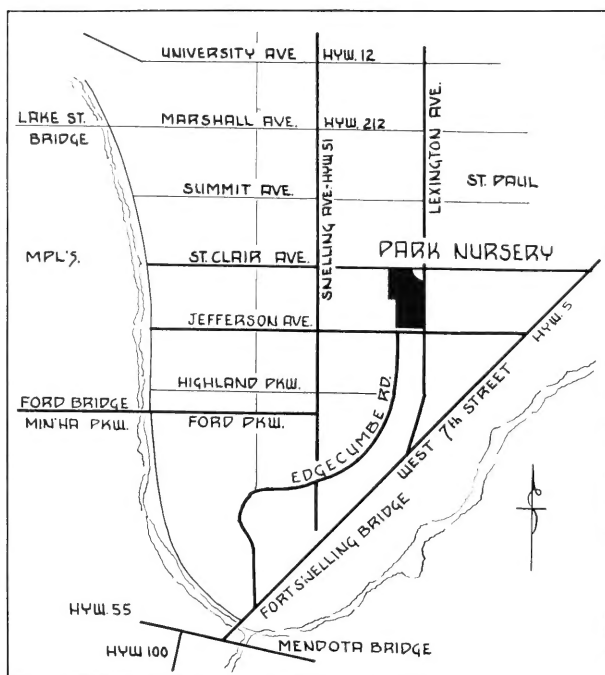 UNIVERSITY AVE HYW. 12
LAKE ST. BRIDGE
MARSHALL AVE. HYW. 212
SUMMIT AVE.
SNELLING AVE-HYW 51
LEXINGTON AVE.
ST. PAUL
MPL'S.
ST. CLAIR AVE.
PARK NURSERY
JEFFERSON AVE.
HYW. 5
HIGHLAND PKW.
FORD BRIDGE
MIN'HA PKW. FORD PKW.
EDGECUMBE RD.
WEST 7th STREET
FORT SNELLING BRIDGE
HYW. 55
HYW 100
MENDOTA BRIDGE